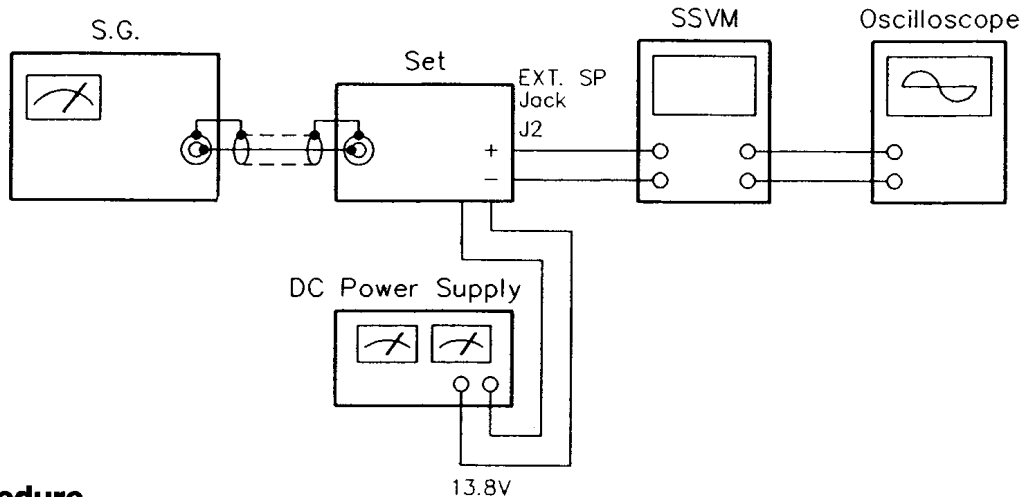 S.G.
Set
EXT. SP
Jack
J2
+
−
SSVM
Oscilloscope
DC Power Supply
13.8V